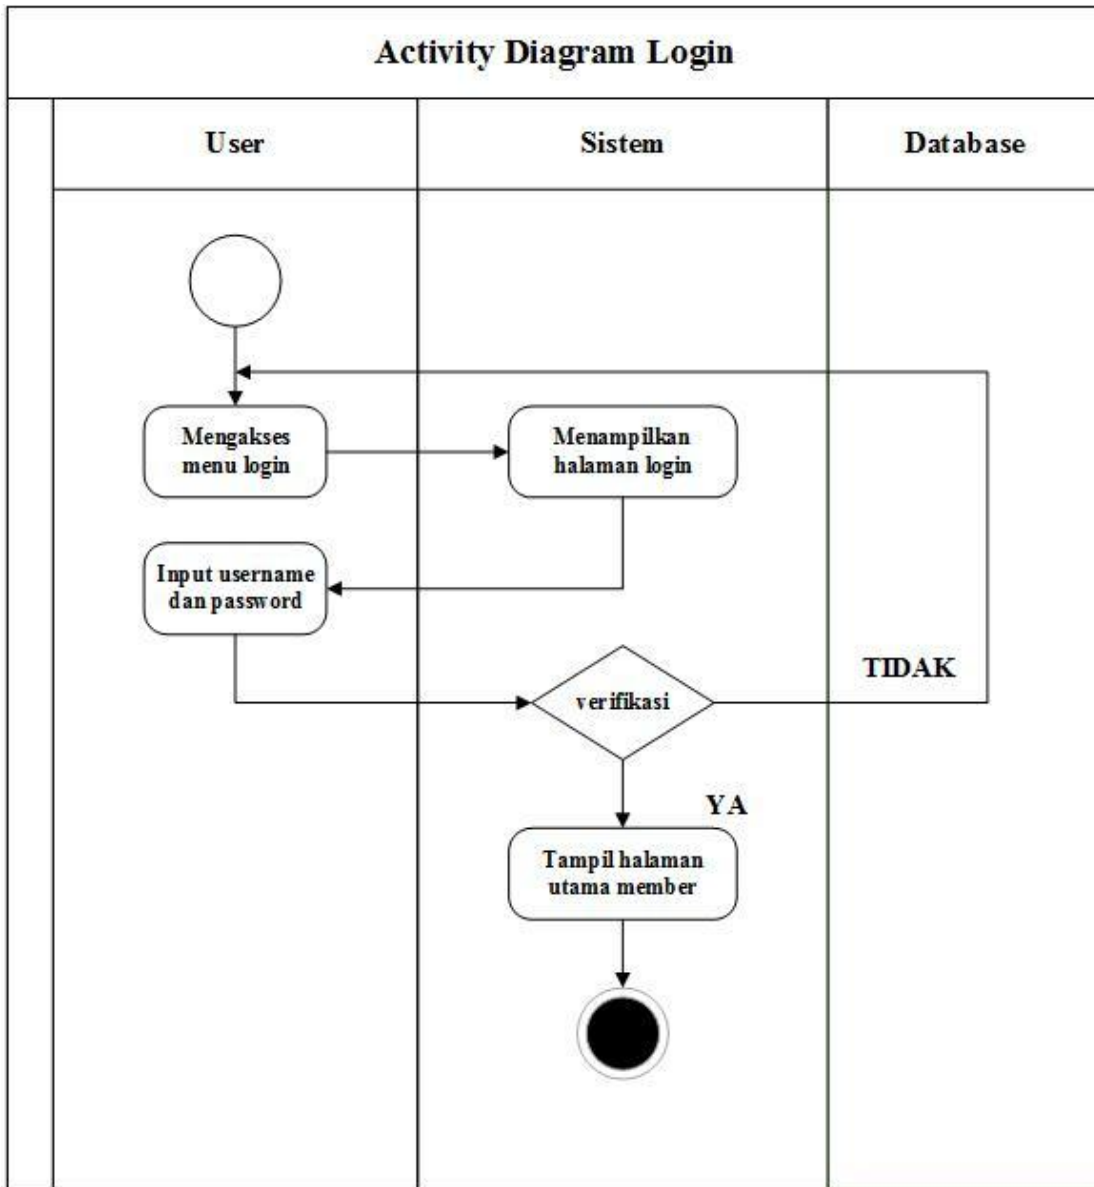 Activity Diagram Login
User
Sistem
Database
Mengakses
menu login
Menampilkan
halaman login
Input username
dan password
verifikasi
TIDAK
YA
Tampil halaman
utama member